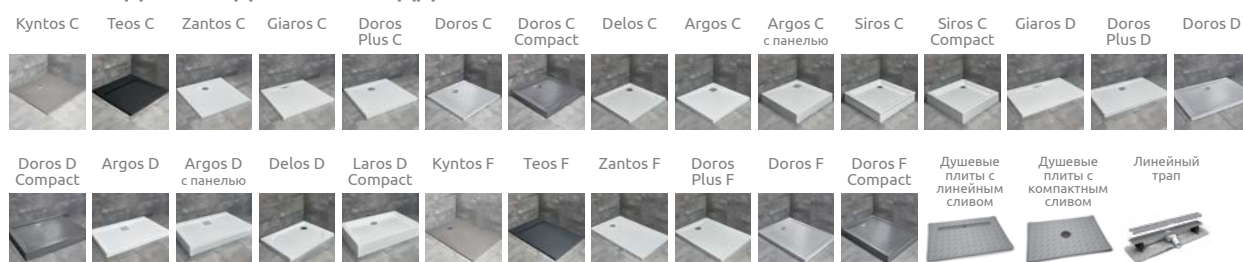 Kyntos C
Teos C
Zantos C
Giaros C
Doros
Plus C
Doros C
Doros C
Compact
Delos C
Argos C
Argos C
с панелью
Siros C
Siros C
Compact
Giaros D
Doros
Plus D
Doros D
Doros D
Compact
Argos D
Argos D
с панелью
Delos D
Laros D
Compact
Kyntos F
Teos F
Zantos F
Doros
Plus F
Doros F
Doros F
Compact
Душевые
плиты с
линейным
сливом
Душевые
плиты с
компактным
сливом
Линейный
трап